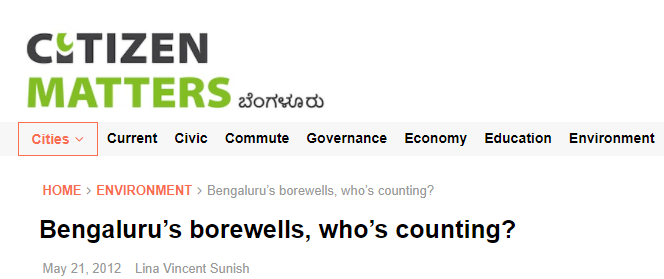 CITIZEN
MATTERS ಬೆಂಗಳೂರು
Cities Current Civic Commute Governance Economy Education Environment
HOME > ENVIRONMENT > Bengaluru’s borewells, who’s counting?
Bengaluru’s borewells, who’s counting?
May 21, 2012 Lina Vincent Sunish